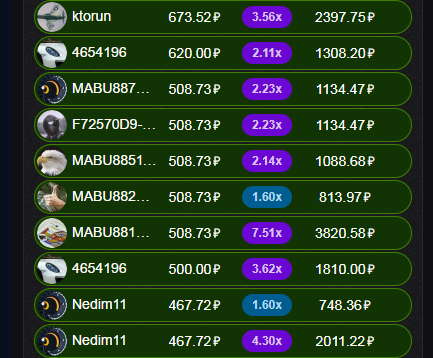 ktorun 673.52₽ 3.56x 2397.75₽
4654196 620.00₽ 2.11x 1308.20₽
MABU887... 508.73₽ 2.23x 1134.47₽
F72570D9-... 508.73₽ 2.23x 1134.47₽
MABU8851... 508.73₽ 2.14x 1088.68₽
MABU882... 508.73₽ 1.60x 813.97₽
MABU881... 508.73₽ 7.51x 3820.58₽
4654196 500.00₽ 3.62x 1810.00₽
Nedim11 467.72₽ 1.60x 748.36₽
Nedim11 467.72₽ 4.30x 2011.22₽